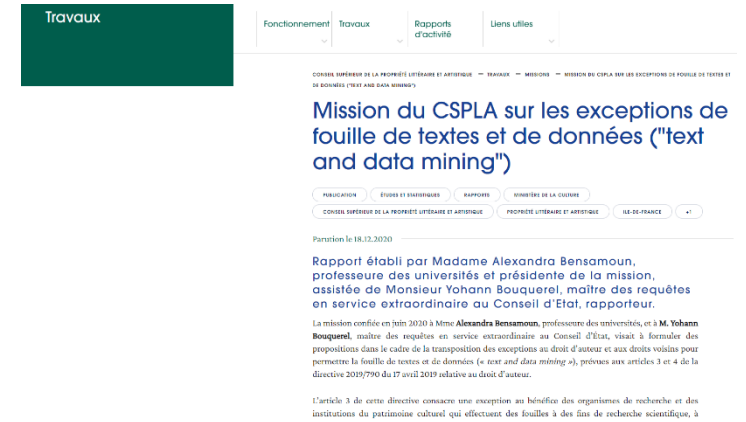 Travaux
Fonctionnement
Travaux
Rapports
d'activité
Liens utiles
CONSEIL SUPÉRIEUR DE LA PROPRIÉTÉ LITTÉRAIRE ET ARTISTIQUE — TRAVAUX — MISSIONS — MISSION DU CSPLA SUR LES EXCEPTIONS DE FOUILLE DE TEXTES ET
DE DONNÉES ("TEXT AND DATA MINING")
Mission du CSPLA sur les exceptions de
fouille de textes et de données ("text
and data mining")
PUBLICATION
ÉTUDES ET STATISTIQUES
RAPPORTS
MINISTÈRE DE LA CULTURE
CONSEIL SUPÉRIEUR DE LA PROPRIÉTÉ LITTÉRAIRE ET ARTISTIQUE
PROPRIÉTÉ LITTÉRAIRE ET ARTISTIQUE
ILE-DE-FRANCE
+1
Parution le 18.12.2020
Rapport établi par Madame Alexandra Bensamoun,
professeure des universités et présidente de la mission,
assistée de Monsieur Yohann Bouquerel, maître des requêtes
en service extraordinaire au Conseil d'Etat, rapporteur.
La mission confiée en juin 2020 à Mme Alexandra Bensamoun, professeure des universités, et à M. Yohann
Bouquerel, maître des requêtes en service extraordinaire au Conseil d'État, visait à formuler des
propositions dans le cadre de la transposition des exceptions au droit d'auteur et aux droits voisins pour
permettre la fouille de textes et de données (« text and data mining »), prévues aux articles 3 et 4 de la
directive 2019/790 du 17 avril 2019 relative au droit d'auteur.
L'article 3 de cette directive consacre une exception au bénéfice des organismes de recherche et des
institutions du patrimoine culturel qui effectuent des fouilles à des fins de recherche scientifique, à